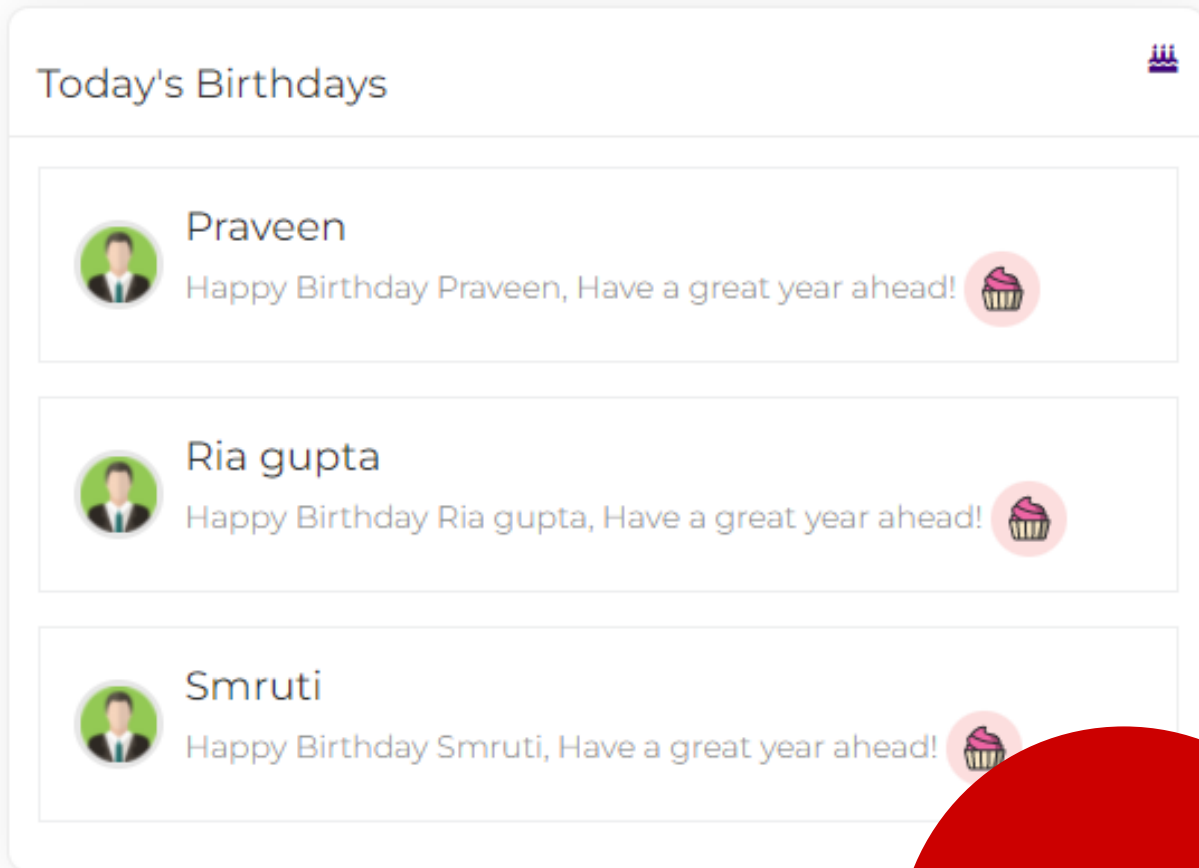 Today's Birthdays
Praveen
Happy Birthday Praveen, Have a great year ahead!
Ria gupta
Happy Birthday Ria gupta, Have a great year ahead!
Smruti
Happy Birthday Smruti, Have a great year ahead!